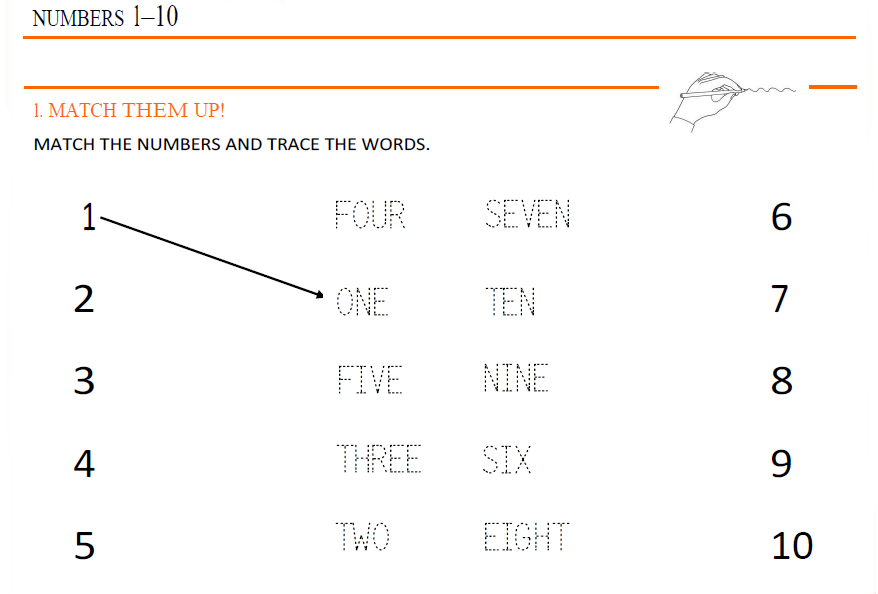 NUMBERS 1–10
1. MATCH THEM UP!
MATCH THE NUMBERS AND TRACE THE WORDS.
1 FOUR SEVEN 6
2 ONE TEN 7
3 FIVE NINE 8
4 THREE SIX 9
5 TWO EIGHT 10